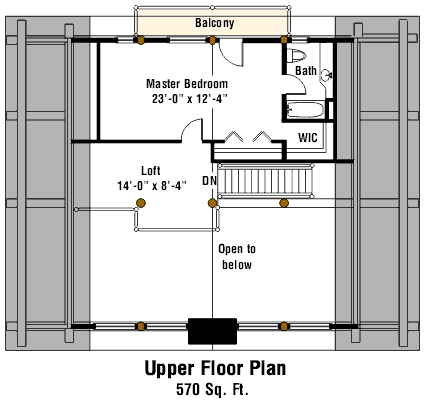 Balcony
Bath
Master Bedroom
23'-0" x 12'-4"
WIC
Loft
14'-0" x 8'-4"
DN
Open to
below
Upper Floor Plan
570 Sq. Ft.